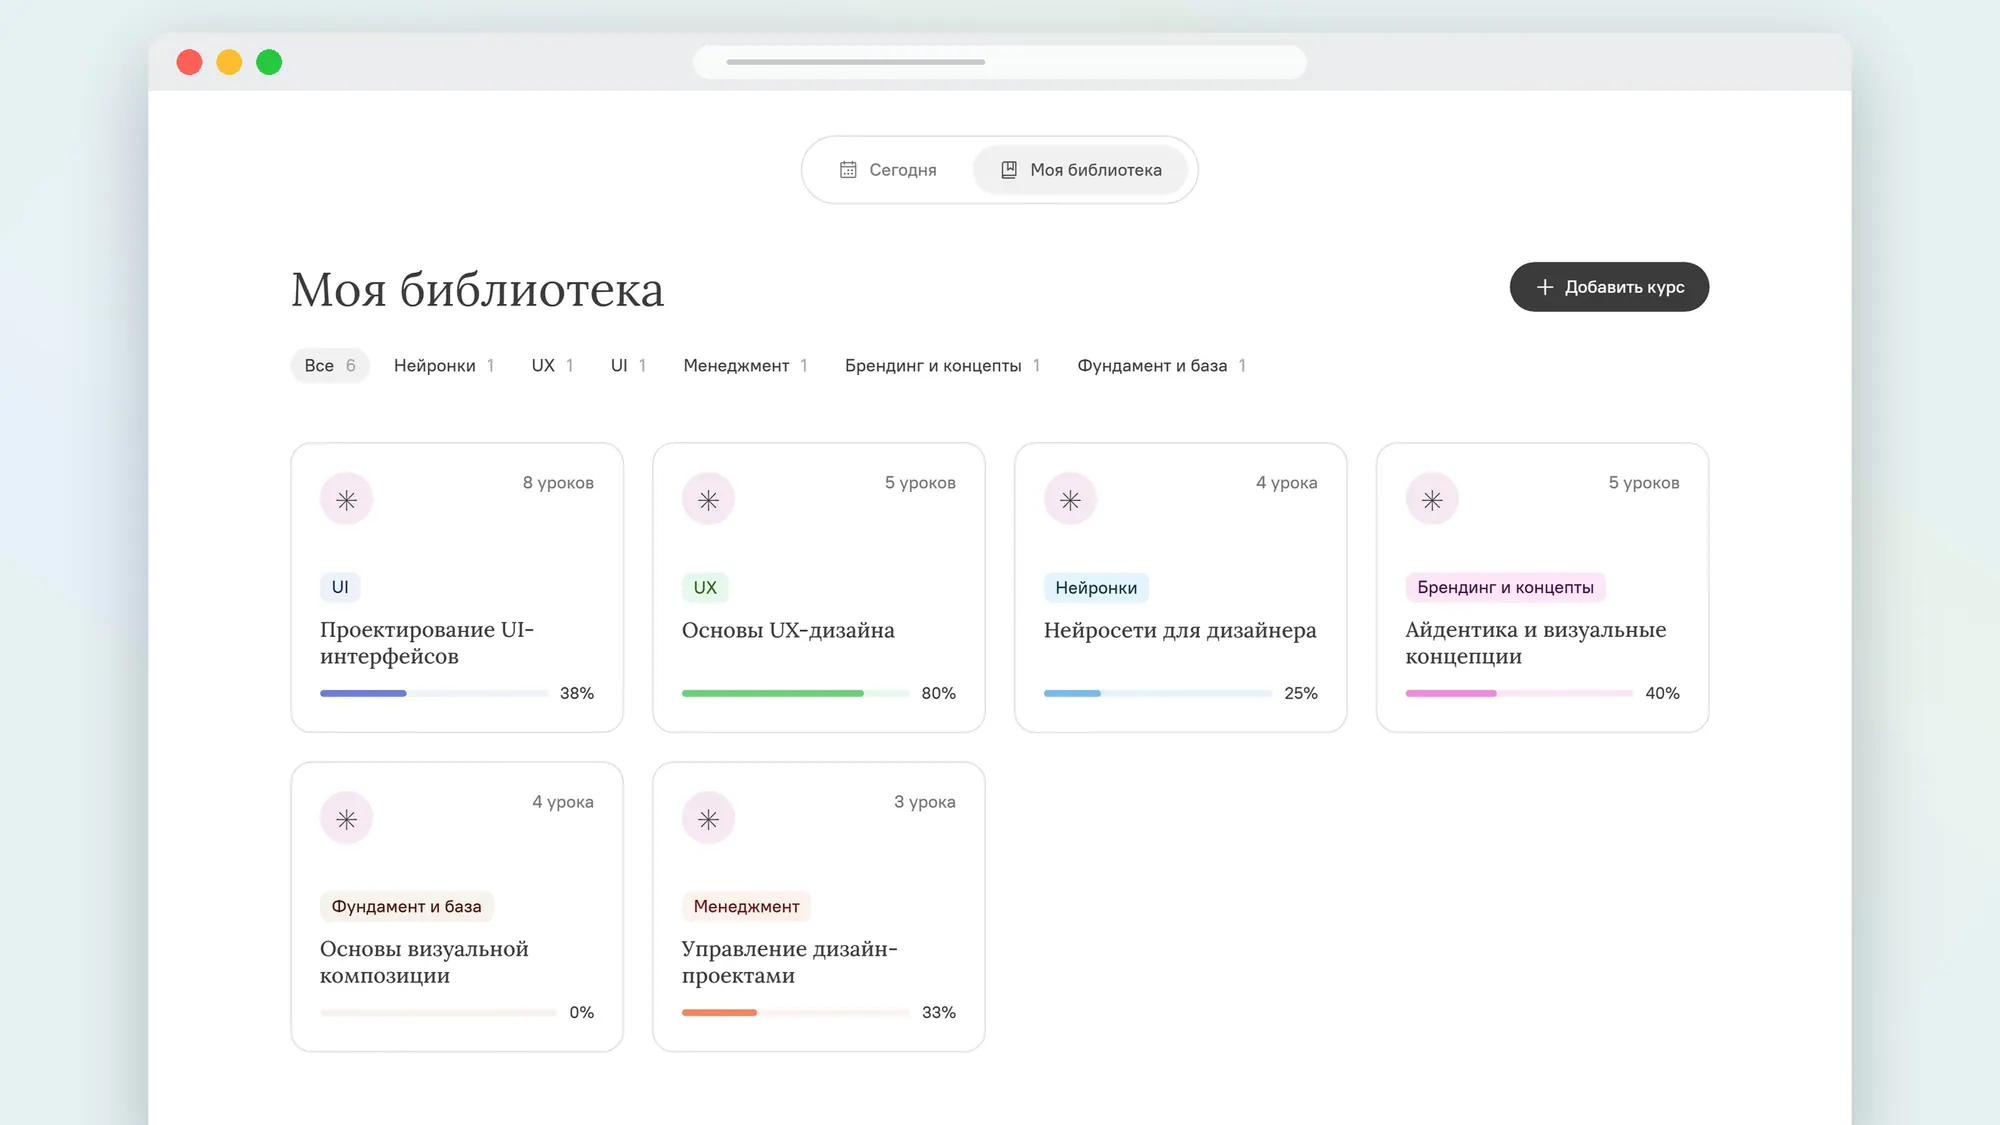 Сегодня Моя библиотека
Моя библиотека
+ Добавить курс
Все 6 Нейронки 1 UX 1 UI 1 Менеджмент 1 Брендинг и концепты 1 Фундамент и база 1
8 уроков
UI
Проектирование UI-
интерфейсов
38%
5 уроков
UX
Основы UX-дизайна
80%
4 урока
Нейронки
Нейросети для дизайнера
25%
5 уроков
Брендинг и концепты
Айдентика и визуальные
концепции
40%
4 урока
Фундамент и база
Основы визуальной
композиции
0%
3 урока
Менеджмент
Управление дизайн-
проектами
33%